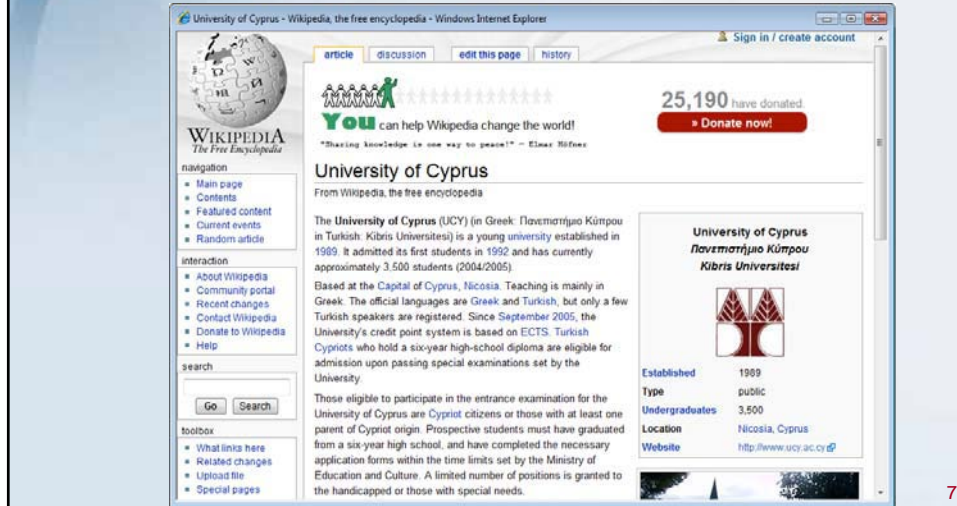 University of Cyprus - Wikipedia, the free encyclopedia - Windows Internet Explorer
Sign in / create account
article discussion edit this page history
WIKIPEDIA
The Free Encyclopedia
You can help Wikipedia change the world!
"Sharing knowledge is one way to peace!" – Elmar Höfner
25,190 have donated.
» Donate now!
navigation
Main page
Contents
Featured content
Current events
Random article
interaction
About Wikipedia
Community portal
Recent changes
Contact Wikipedia
Donate to Wikipedia
Help
search
Go Search
toolbox
What links here
Related changes
Upload file
Special pages
University of Cyprus
From Wikipedia, the free encyclopedia
The University of Cyprus (UCY) (in Greek: Πανεπιστήμιο Κύπρου
in Turkish: Kibris Universitesi) is a young university established in
1989. It admitted its first students in 1992 and has currently
approximately 3,500 students (2004/2005).
Based at the Capital of Cyprus, Nicosia. Teaching is mainly in
Greek. The official languages are Greek and Turkish, but only a few
Turkish speakers are registered. Since September 2005, the
University's credit point system is based on ECTS. Turkish
Cypriots who hold a six-year high-school diploma are eligible for
admission upon passing special examinations set by the
University.
Those eligible to participate in the entrance examination for the
University of Cyprus are Cypriot citizens or those with at least one
parent of Cypriot origin. Prospective students must have graduated
from a six-year high school, and have completed the necessary
application forms within the time limits set by the Ministry of
Education and Culture. A limited number of positions is granted to
the handicapped or those with special needs.
University of Cyprus
Πανεπιστήμιο Κύπρου
Kibris Universitesi
Established 1989
Type public
Undergraduates 3,500
Location Nicosia, Cyprus
Website http://www.ucy.ac.cy
7